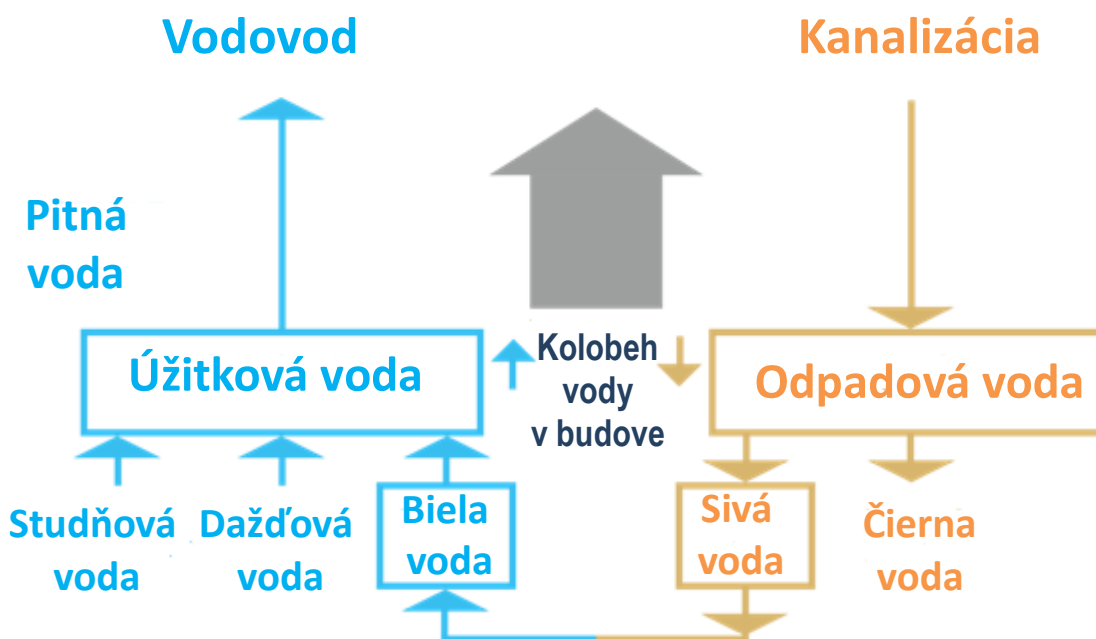 Vodovod
Kanalizácia
Pitná
voda
Úžitková voda
Kolobeh
vody
v budove
Odpadová voda
Studňová
voda
Dažďová
voda
Biela
voda
Sivá
voda
Čierna
voda